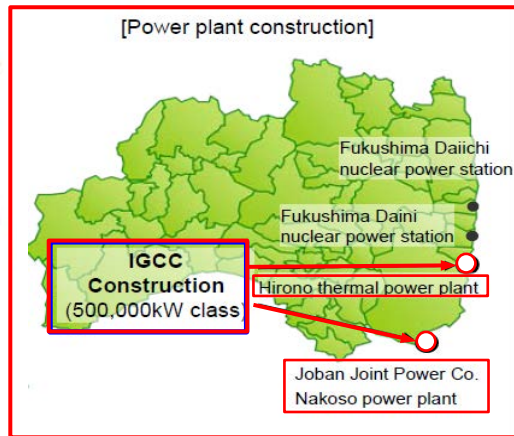 [Power plant construction]
Fukushima Daiichi
nuclear power station
Fukushima Daini
nuclear power station
IGCC
Construction
(500,000kW class)
Hirono thermal power plant
Joban Joint Power Co.
Nakoso power plant